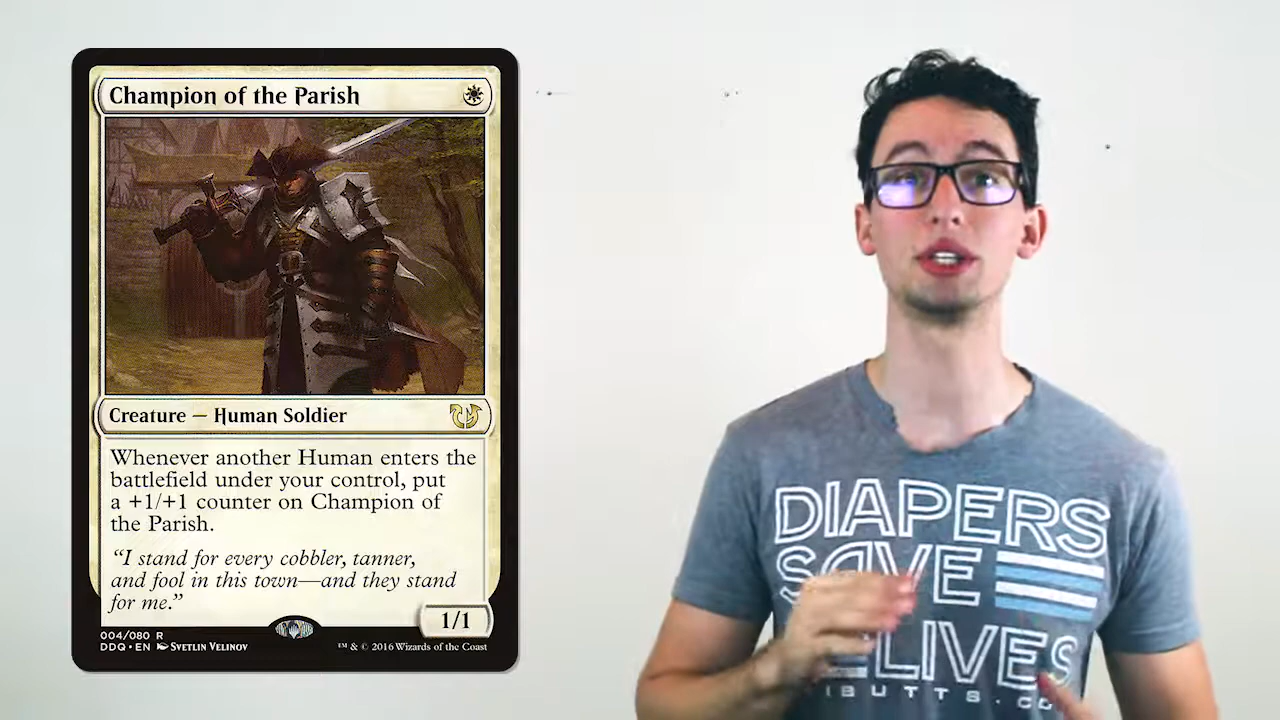 Champion of the Parish
Creature — Human Soldier
Whenever another Human enters the
battlefield under your control, put
a +1/+1 counter on Champion of
the Parish.
“I stand for every cobbler, tanner,
and fool in this town—and they stand
for me.”
1/1
004/080 R
DDQ • EN Svetlin Velinov
™ & © 2016 Wizards of the Coast
DIAPERS
SAVE
LIVES